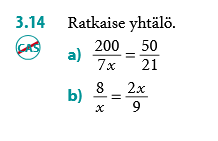 3.14 Ratkaise yhtälö.
CAS
a) 200/7x = 50/21
b) 8/x = 2x/9